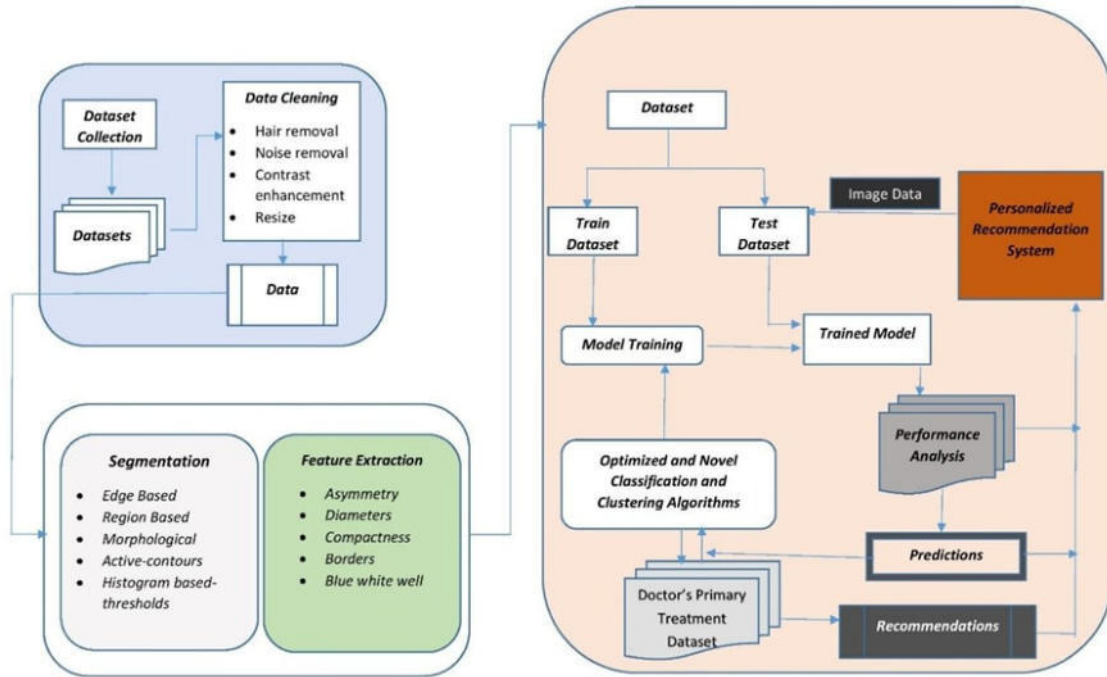 Dataset
Collection
Datasets
Data Cleaning
• Hair removal
• Noise removal
• Contrast
enhancement
• Resize
Data
Segmentation
• Edge Based
• Region Based
• Morphological
• Active-contours
• Histogram based-
thresholds
Feature Extraction
• Asymmetry
• Diameters
• Compactness
• Borders
• Blue white well
Dataset
Train
Dataset
Test
Dataset
Image Data
Personalized
Recommendation
System
Model Training
Trained Model
Performance
Analysis
Optimized and Novel
Classification and
Clustering Algorithms
Predictions
Doctor's Primary
Treatment
Dataset
Recommendations